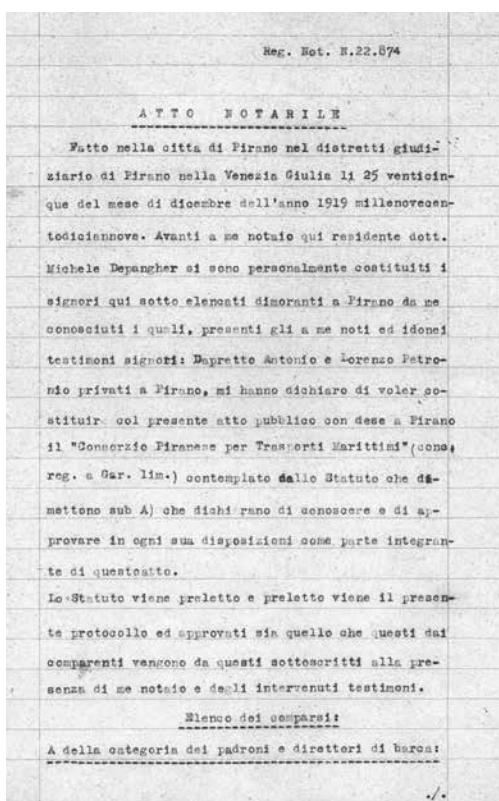 Reg. Not. N.22.874
ATTO NOTARILE
Fatto nella citta di Pirano nel distretti giudi-
ziario di Pirano nella Venezia Giulia li 25 venticin-
que del mese di dicembre dell'anno 1919 millenovecen-
todiciannove. Avanti a me notaio qui residente dott.
Michele Depangher si sono personalmente costituiti i
signori qui sotto elencati dimoranti a Pirano da me
conosciuti i quali, presenti gli a me noti ed idonei
testimoni signori: Dapretto Antonio e Lorenzo Petro-
nio privati a Pirano, mi hanno dichiaro di voler co-
stituire col presente atto pubblico con dese a Pirano
il "Consorzio Piranese per Trasporti Marittimi"(cons.
reg. a Gar. lim.) contemplato dallo Statuto che di-
mettono sub A) che dichi rano di conoscere e di ap-
provare in ogni sua disposizioni come parte integran-
te di questoatto.
Lo Statuto viene preletto e preletto viene il presen-
te protocollo ed approvati sia quello che questi dai
comparenti vengono da questi sottoscritti alla pre-
senza di me notaio e degli intervenuti testimoni.
Elenco dei comparsi:
A della categoria dei padroni e direttori di barca:
./.